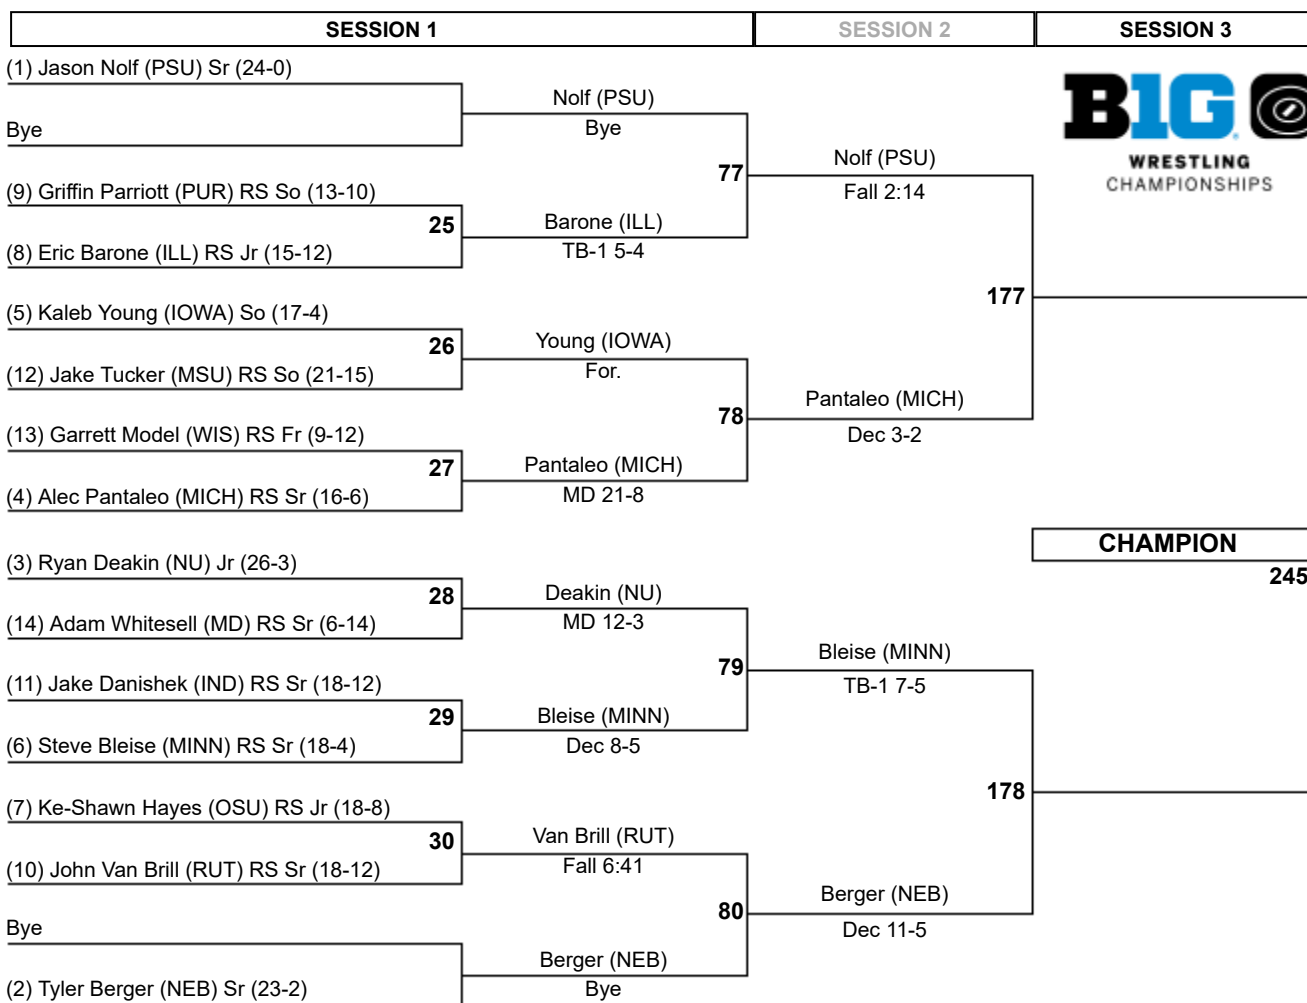 SESSION 1
SESSION 2
SESSION 3
(1) Jason Nolf (PSU) Sr (24-0)
Nolf (PSU)
Bye
Bye
77
Nolf (PSU)
Fall 2:14
B1G
WRESTLING
CHAMPIONSHIPS
(9) Griffin Parriott (PUR) RS So (13-10)
25
Barone (ILL)
TB-1 5-4
(8) Eric Barone (ILL) RS Jr (15-12)
177
(5) Kaleb Young (IOWA) So (17-4)
26
Young (IOWA)
For.
(12) Jake Tucker (MSU) RS So (21-15)
78
Pantaleo (MICH)
Dec 3-2
(13) Garrett Model (WIS) RS Fr (9-12)
27
Pantaleo (MICH)
MD 21-8
(4) Alec Pantaleo (MICH) RS Sr (16-6)
CHAMPION
245
(3) Ryan Deakin (NU) Jr (26-3)
28
Deakin (NU)
MD 12-3
(14) Adam Whitesell (MD) RS Sr (6-14)
79
Bleise (MINN)
TB-1 7-5
(11) Jake Danishek (IND) RS Sr (18-12)
29
Bleise (MINN)
Dec 8-5
(6) Steve Bleise (MINN) RS Sr (18-4)
178
(7) Ke-Shawn Hayes (OSU) RS Jr (18-8)
30
Van Brill (RUT)
Fall 6:41
(10) John Van Brill (RUT) RS Sr (18-12)
80
Berger (NEB)
Dec 11-5
Bye
Berger (NEB)
Bye
(2) Tyler Berger (NEB) Sr (23-2)